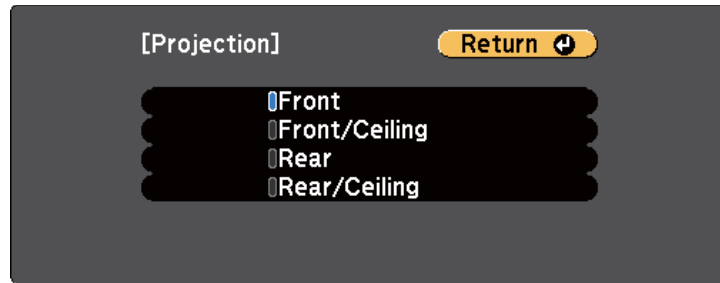 [Projection]
Return
Front
Front/Ceiling
Rear
Rear/Ceiling